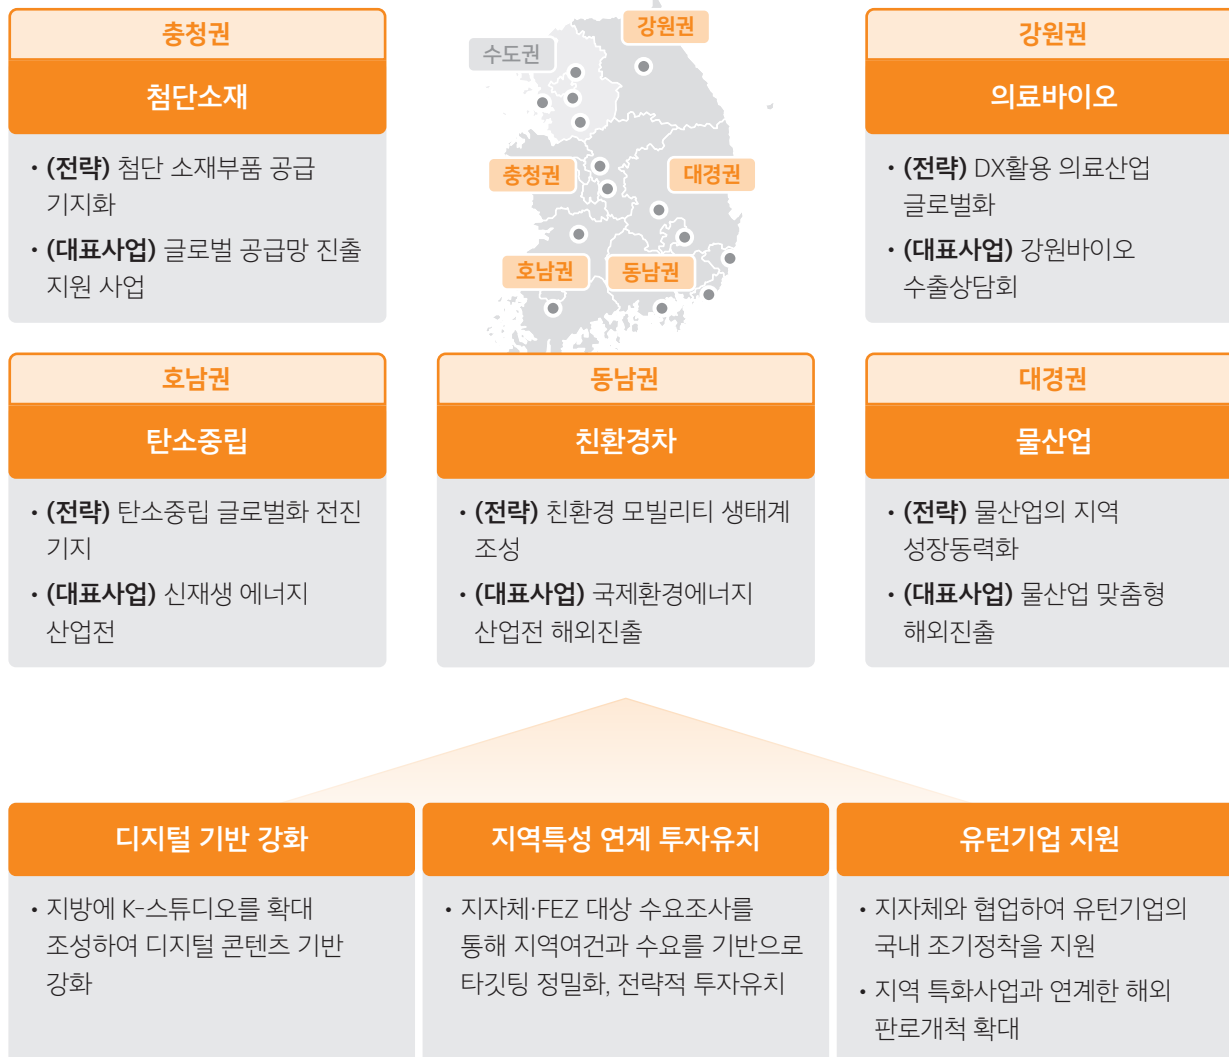 충청권
첨단소재
• (전략) 첨단 소재부품 공급
기지화
• (대표사업) 글로벌 공급망 진출
지원 사업
강원권
수도권
충청권
대경권
호남권
동남권
강원권
의료바이오
• (전략) DX활용 의료산업
글로벌화
• (대표사업) 강원바이오
수출상담회
호남권
탄소중립
• (전략) 탄소중립 글로벌화 전진
기지
• (대표사업) 신재생 에너지
산업전
동남권
친환경차
• (전략) 친환경 모빌리티 생태계
조성
• (대표사업) 국제환경에너지
산업전 해외진출
대경권
물산업
• (전략) 물산업의 지역
성장동력화
• (대표사업) 물산업 맞춤형
해외진출
디지털 기반 강화
• 지방에 K-스튜디오를 확대
조성하여 디지털 콘텐츠 기반
강화
지역특성 연계 투자유치
• 지자체·FEZ 대상 수요조사를
통해 지역여건과 수요를 기반으로
타깃팅 정밀화, 전략적 투자유치
유턴기업 지원
• 지자체와 협업하여 유턴기업의
국내 조기정착을 지원
• 지역 특화사업과 연계한 해외
판로개척 확대